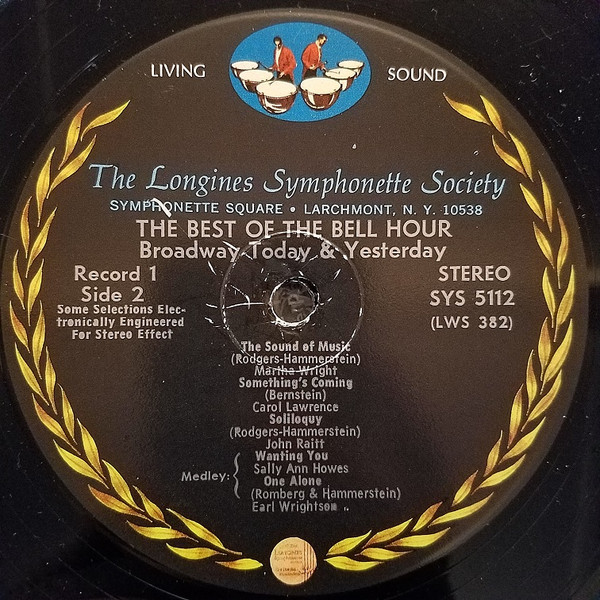 LIVING SOUND
The Longines Symphonette Society
SYMPHONETTE SQUARE • LARCHMONT, N. Y. 10538
THE BEST OF THE BELL HOUR
Broadway Today & Yesterday
Record 1
Side 2
Some Selections Elec-
tronically Engineered
For Stereo Effect
STEREO
SYS 5112
(LWS 382)
The Sound of Music
(Rodgers-Hammerstein)
Martha Wright
Something's Coming
(Bernstein)
Carol Lawrence
Soliloquy
(Rodgers-Hammerstein)
John Raitt
Medley:
Wanting You
Sally Ann Howes
One Alone
(Romberg & Hammerstein)
Earl Wrightson
LONGINES